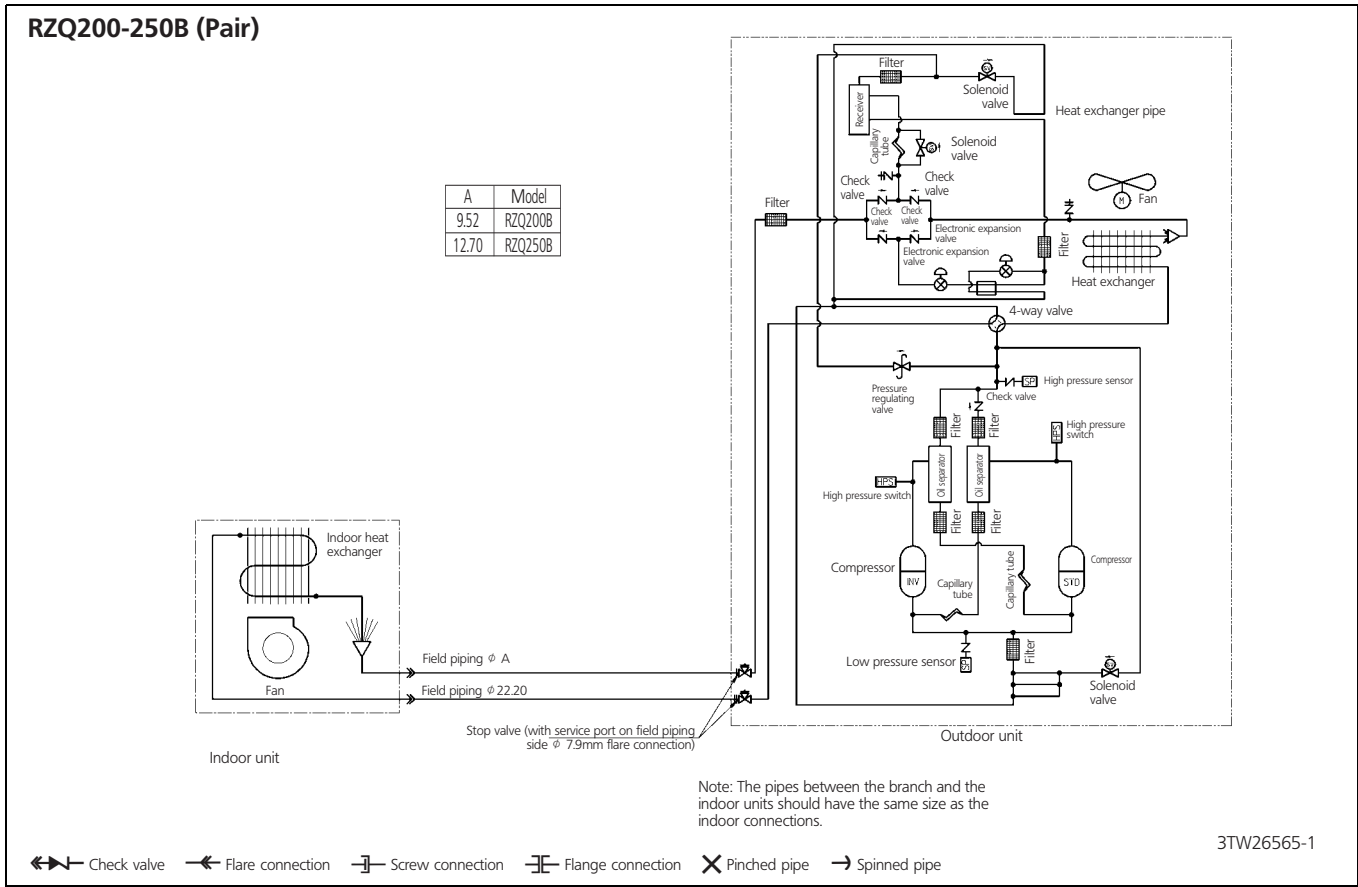 RZQ200-250B (Pair)
A Model
9.52 RZQ200B
12.70 RZQ250B
Filter
Solenoid
valve
Receiver
Heat exchanger pipe
Capillary
tube
Solenoid
valve
Check
valve
Check
valve
Check
valve
Check
valve
Filter
Fan
M
Electronic expansion
valve
Electronic expansion
valve
Filter
Heat exchanger
4-way valve
Pressure
regulating
valve
SP
High pressure sensor
Check valve
Filter
Filter
HPS
High pressure
switch
Oil separator
Oil separator
HPS
High pressure switch
Filter
Filter
Compressor
INV
Capillary
tube
Capillary tube
STD
Compressor
Low pressure sensor
SP
Filter
Solenoid
valve
Outdoor unit
Indoor heat
exchanger
Fan
Indoor unit
Field piping ϕ A
Field piping ϕ 22.20
Stop valve (with service port on field piping
side ϕ 7.9mm flare connection)
Note: The pipes between the branch and the
indoor units should have the same size as the
indoor connections.
3TW26565-1
Check valve
Flare connection
Screw connection
Flange connection
Pinched pipe
Spinned pipe